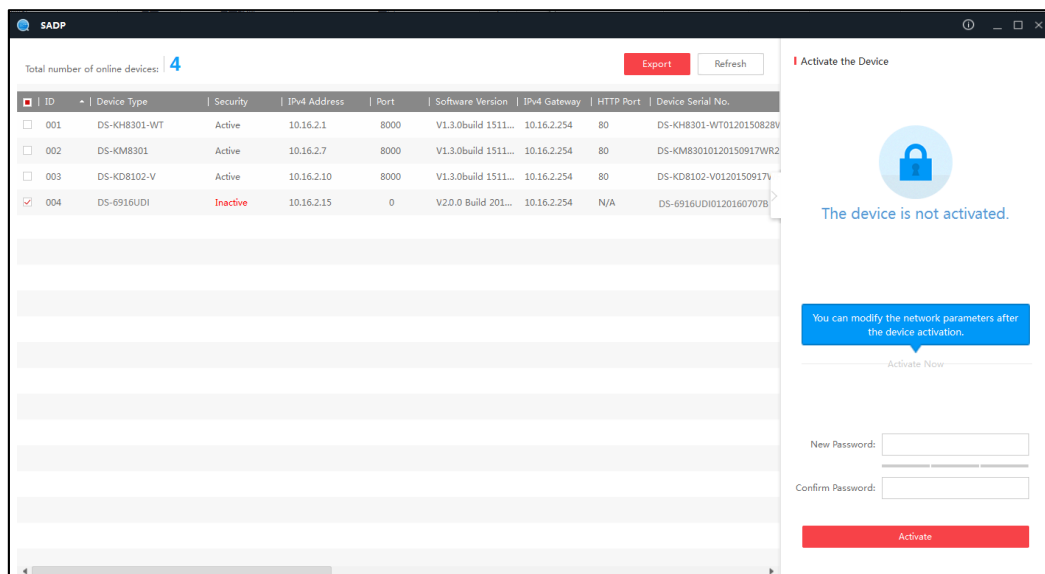 SADP
Total number of online devices: 4
Export
Refresh
ID | Device Type | Security | IPv4 Address | Port | Software Version | IPv4 Gateway | HTTP Port | Device Serial No.
001 DS-KH8301-WT Active 10.16.2.1 8000 V1.3.0build 1511... 10.16.2.254 80 DS-KH8301-WT0120150828V
002 DS-KM8301 Active 10.16.2.7 8000 V1.3.0build 1511... 10.16.2.254 80 DS-KM83010120150917WR2
003 DS-KD8102-V Active 10.16.2.10 8000 V1.3.0build 1511... 10.16.2.254 80 DS-KD8102-V0120150917V
004 DS-6916UDI Inactive 10.16.2.15 0 V2.0.0 Build 201... 10.16.2.254 N/A DS-6916UDI0120160707B
Activate the Device
The device is not activated.
You can modify the network parameters after
the device activation.
Activate Now
New Password:
Confirm Password:
Activate